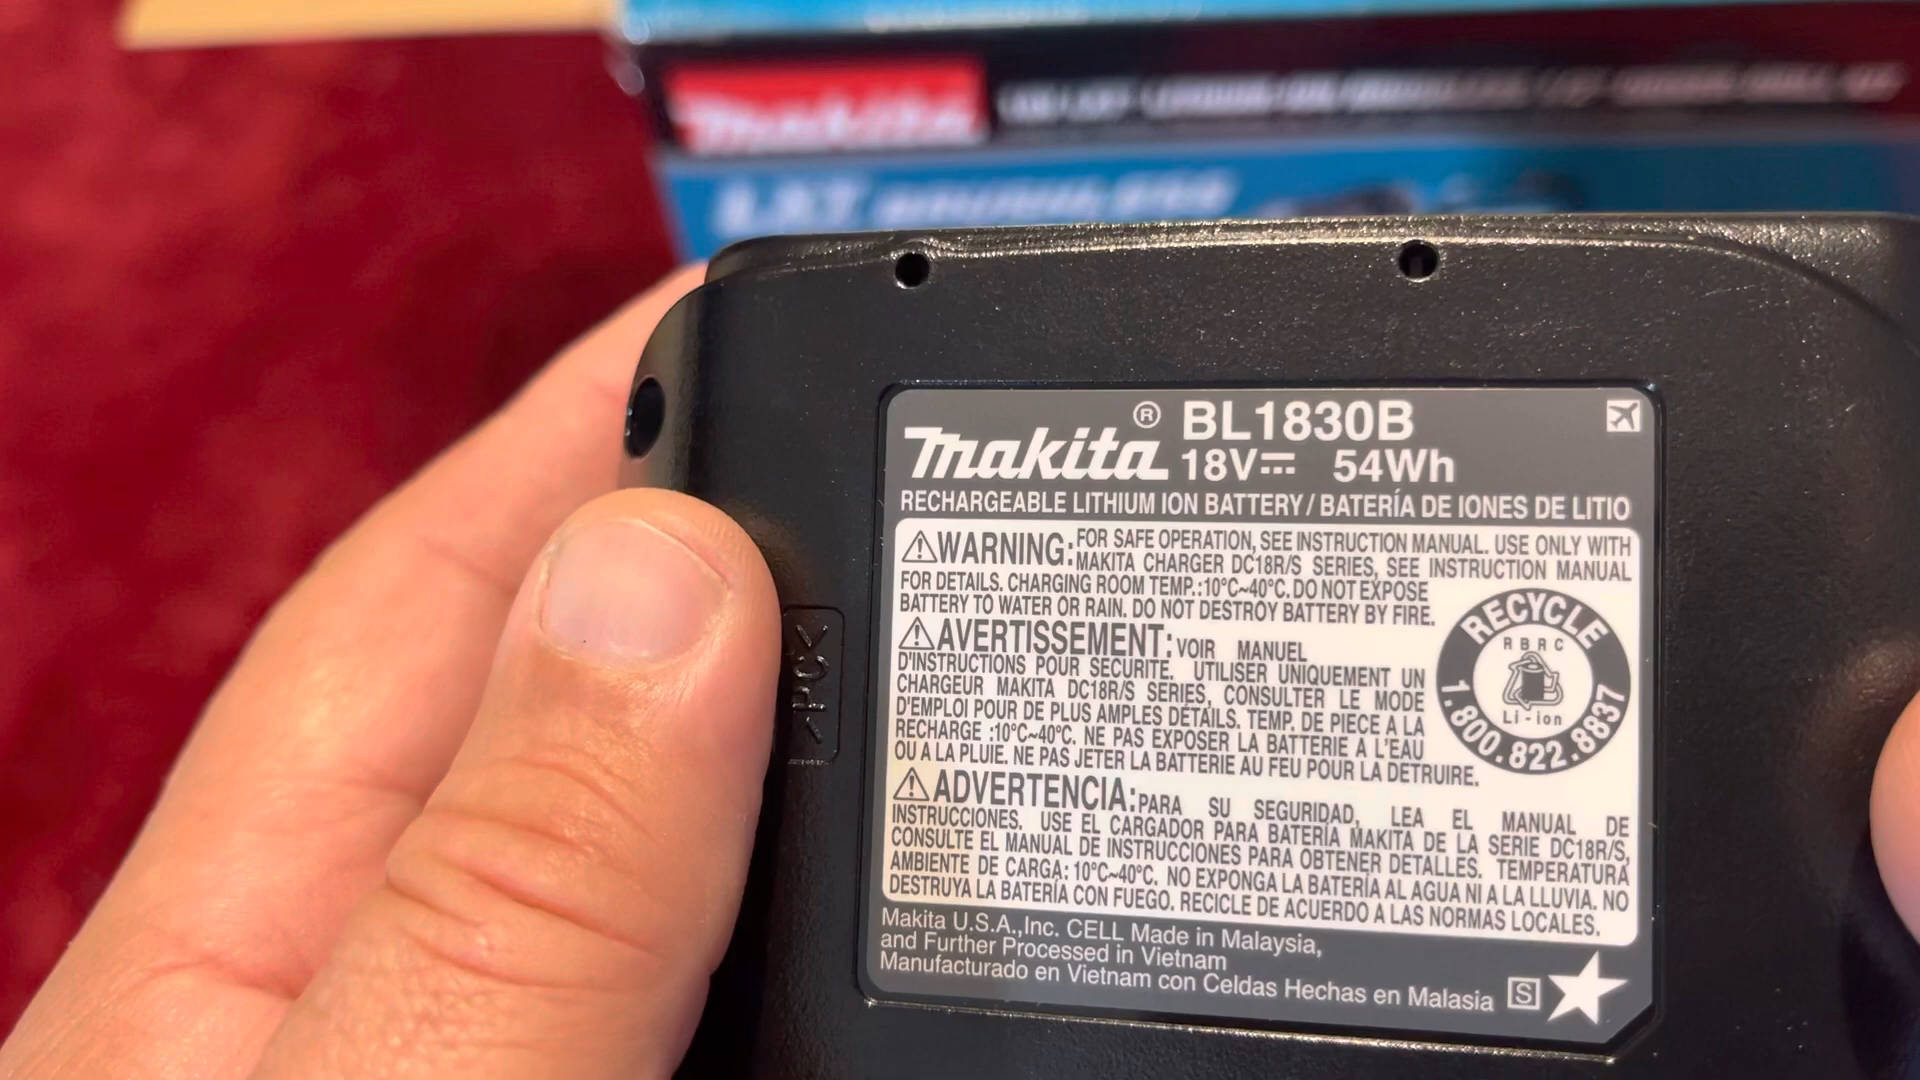 Makita
LXT BRUSHLESS
makita® BL1830B
18V 54Wh
RECHARGEABLE LITHIUM ION BATTERY / BATERÍA DE IONES DE LITIO
⚠WARNING: FOR SAFE OPERATION, SEE INSTRUCTION MANUAL. USE ONLY WITH
MAKITA CHARGER DC18R/S SERIES, SEE INSTRUCTION MANUAL
FOR DETAILS. CHARGING ROOM TEMP.:10°C~40°C. DO NOT EXPOSE
BATTERY TO WATER OR RAIN. DO NOT DESTROY BATTERY BY FIRE.
⚠AVERTISSEMENT: VOIR MANUEL
D'INSTRUCTIONS POUR SECURITE. UTILISER UNIQUEMENT UN
CHARGEUR MAKITA DC18R/S SERIES, CONSULTER LE MODE
D'EMPLOI POUR DE PLUS AMPLES DÉTAILS. TEMP. DE PIECE A LA
RECHARGE :10°C~40°C. NE PAS EXPOSER LA BATTERIE A L'EAU
OU A LA PLUIE. NE PAS JETER LA BATTERIE AU FEU POUR LA DETRUIRE.
RECYCLE
RBRC
Li-ion
1.800.822.8837
⚠ADVERTENCIA: PARA SU SEGURIDAD, LEA EL MANUAL DE
INSTRUCCIONES. USE EL CARGADOR PARA BATERÍA MAKITA DE LA SERIE DC18R/S,
CONSULTE EL MANUAL DE INSTRUCCIONES PARA OBTENER DETALLES. TEMPERATURA
AMBIENTE DE CARGA: 10°C~40°C. NO EXPONGA LA BATERÍA AL AGUA NI A LA LLUVIA. NO
DESTRUYA LA BATERÍA CON FUEGO. RECICLE DE ACUERDO A LAS NORMAS LOCALES.
Makita U.S.A.,Inc. CELL Made in Malaysia,
and Further Processed in Vietnam
Manufacturado en Vietnam con Celdas Hechas en Malasia S
>PC<